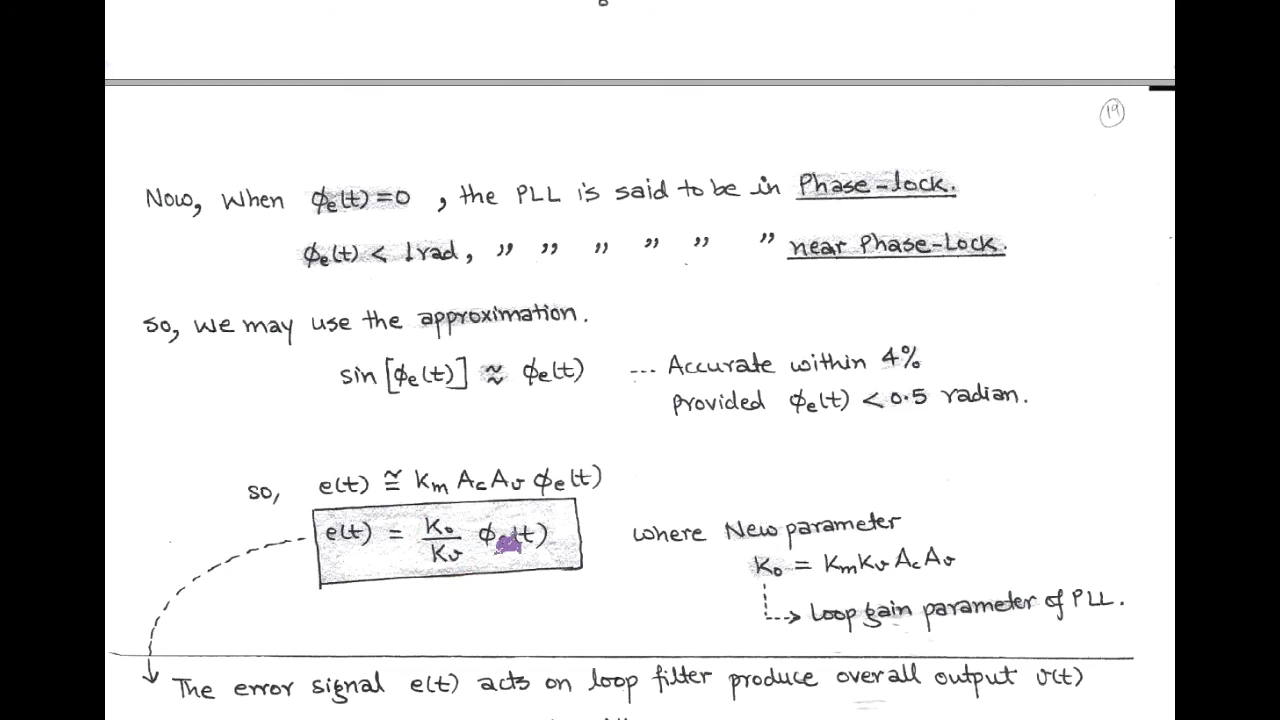 19
Now, when ϕe(t)=0, the PLL is said to be in Phase-lock.
ϕe(t) < 1rad, ” ” ” ” ” ” near Phase-Lock.
so, we may use the approximation.
sin[ϕe(t)] ≈ ϕe(t) --- Accurate within 4%
provided ϕe(t) < 0.5 radian.
so, e(t) ≅ Km Ac Av ϕe(t)
e(t) = Ko/Kv ϕe(t) where New parameter
Ko = Km Kv Ac Av
Loop gain parameter of PLL.
The error signal e(t) acts on loop filter produce overall output v(t)